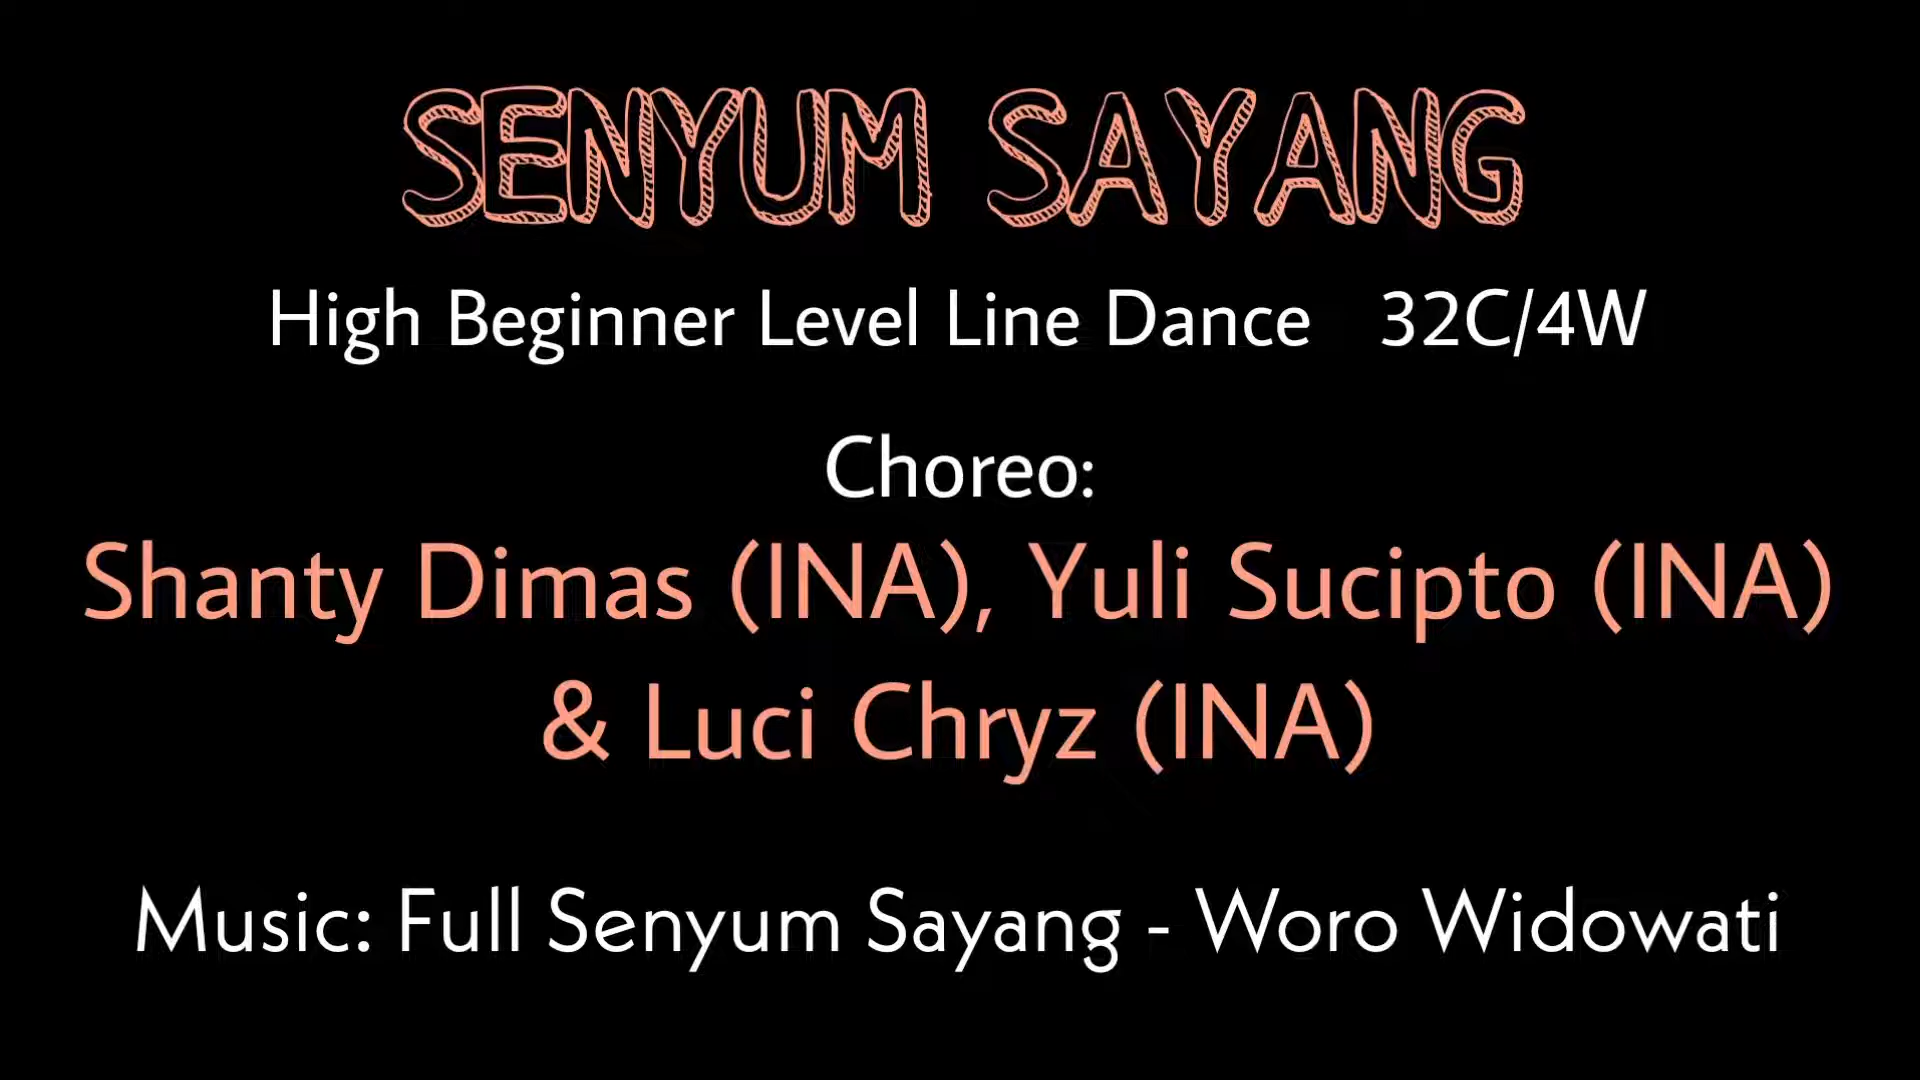 SENYUM SAYANG
High Beginner Level Line Dance 32C/4W
Choreo:
Shanty Dimas (INA), Yuli Sucipto (INA)
& Luci Chryz (INA)
Music: Full Senyum Sayang - Woro Widowati